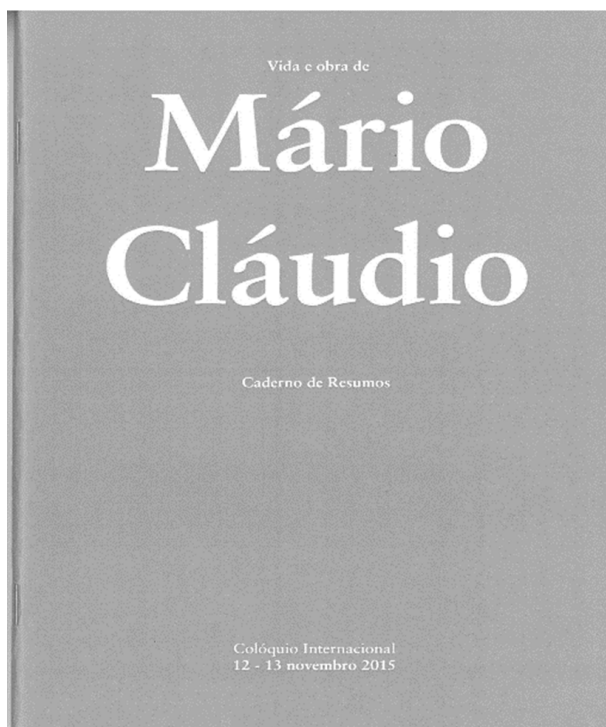 Vida e obra de
Mário
Cláudio
Caderno de Resumos
Colóquio Internacional
12 - 13 novembro 2015